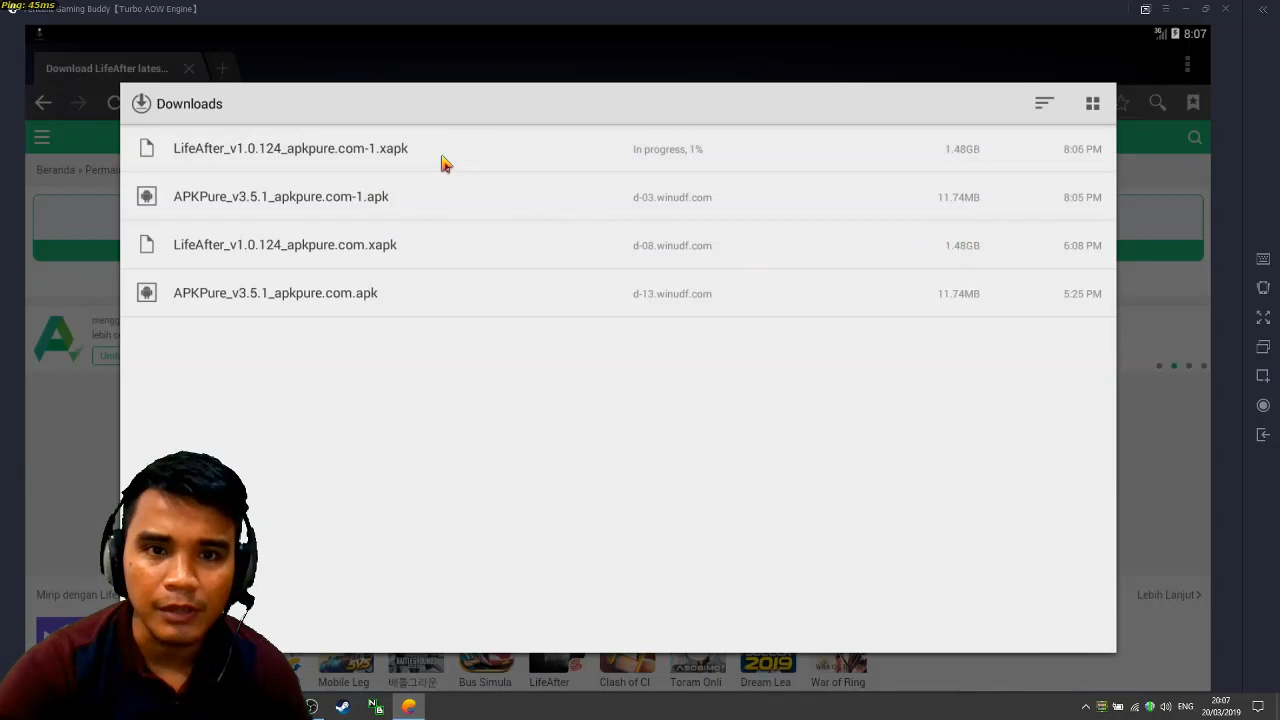 Ping: 45ms
Gaming Buddy【Turbo AOW Engine】
3G 8:07
Download LifeAfter lates...
Downloads
LifeAfter_v1.0.124_apkpure.com-1.xapk In progress, 1% 1.48GB 8:06 PM
Beranda » Permai
APKPure_v3.5.1_apkpure.com-1.apk d-03.winudf.com 11.74MB 8:05 PM
LifeAfter_v1.0.124_apkpure.com.xapk d-08.winudf.com 1.48GB 6:08 PM
APKPure_v3.5.1_apkpure.com.apk d-13.winudf.com 11.74MB 5:25 PM
mengg
lebih c
Und
Mirip dengan Life
Lebih Lanjut
Mobile Leg
배틀그라운
Bus Simula
LifeAfter
Clash of Cl
Toram Onli
Dream Lea
War of Ring
20:07
20/03/2019